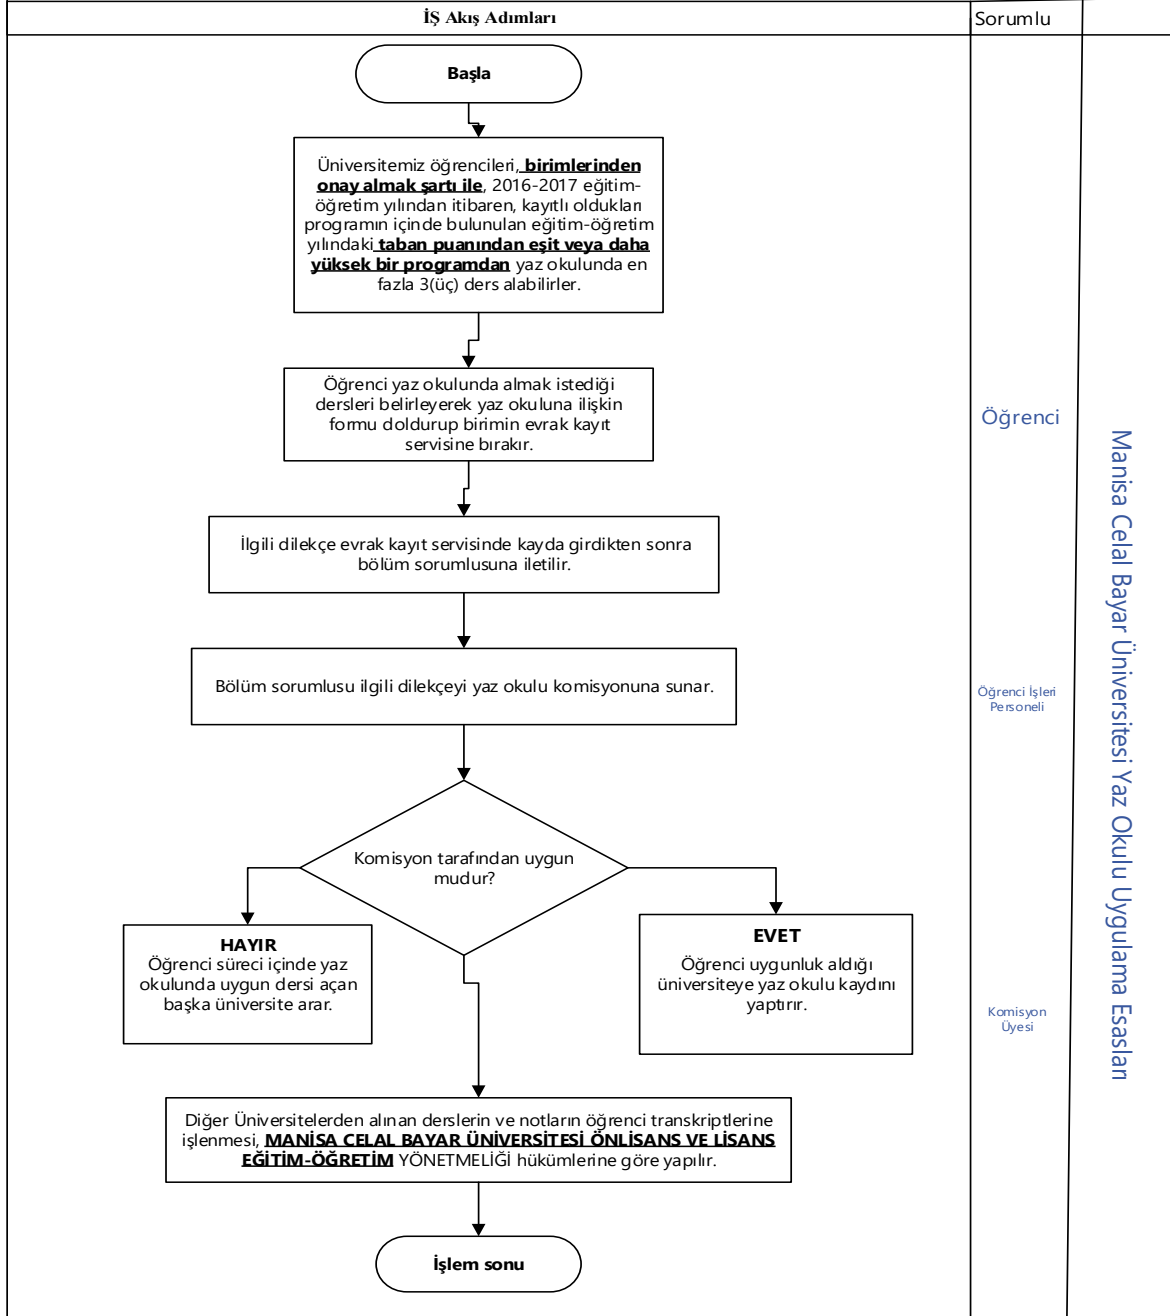 İŞ Akış Adımları
Sorumlu
Başla
Üniversitemiz öğrencileri, birimlerinden
onay almak şartı ile, 2016-2017 eğitim-
öğretim yılından itibaren, kayıtlı oldukları
programın içinde bulunulan eğitim-öğretim
yılındaki taban puanından eşit veya daha
yüksek bir programdan yaz okulunda en
fazla 3(üç) ders alabilirler.
Öğrenci yaz okulunda almak istediği
dersleri belirleyerek yaz okuluna ilişkin
formu doldurup birimin evrak kayıt
servisine bırakır.
Öğrenci
İlgili dilekçe evrak kayıt servisinde kayda girdikten sonra
bölüm sorumlusuna iletilir.
Bölüm sorumlusu ilgili dilekçeyi yaz okulu komisyonuna sunar.
Öğrenci İşleri
Personeli
Komisyon tarafından uygun
mudur?
HAYIR
Öğrenci süreci içinde yaz
okulunda uygun dersi açan
başka üniversite arar.
EVET
Öğrenci uygunluk aldığı
üniversiteye yaz okulu kaydını
yaptırır.
Komisyon
Üyesi
Diğer Üniversitelerden alınan derslerin ve notların öğrenci transkriptlerine
işlenmesi, MANİSA CELAL BAYAR ÜNİVERSİTESİ ÖNLİSANS VE LİSANS
EĞİTİM-ÖĞRETİM YÖNETMELİĞİ hükümlerine göre yapılır.
İşlem sonu
Manisa Celal Bayar Üniversitesi Yaz Okulu Uygulama Esasları